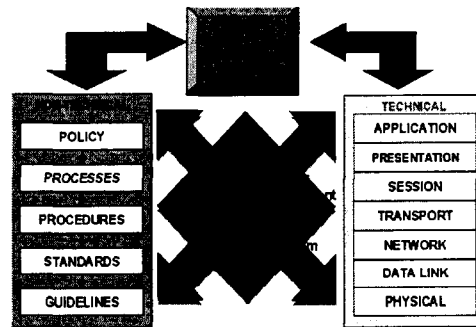 POLICY
PROCESSES
PROCEDURES
STANDARDS
GUIDELINES
TECHNICAL
APPLICATION
PRESENTATION
SESSION
TRANSPORT
NETWORK
DATA LINK
PHYSICAL